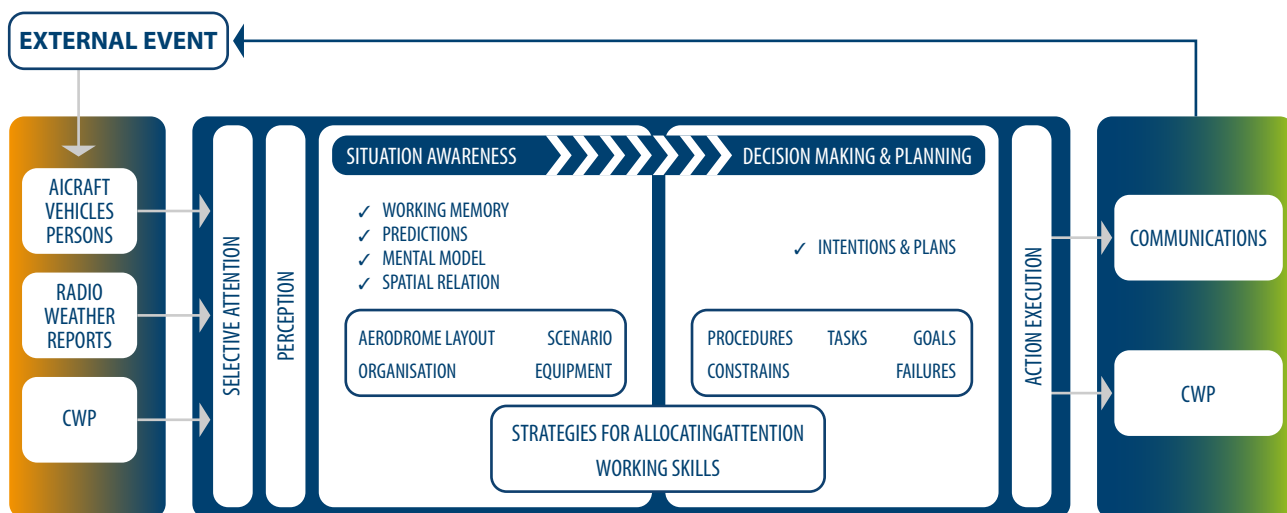 EXTERNAL EVENT
AICRAFT
VEHICLES
PERSONS
RADIO
WEATHER
REPORTS
CWP
SELECTIVE ATTENTION
PERCEPTION
SITUATION AWARENESS
✓ WORKING MEMORY
✓ PREDICTIONS
✓ MENTAL MODEL
✓ SPATIAL RELATION
AERODROME LAYOUT SCENARIO
ORGANISATION EQUIPMENT
DECISION MAKING & PLANNING
✓ INTENTIONS & PLANS
PROCEDURES TASKS GOALS
CONSTRAINS FAILURES
STRATEGIES FOR ALLOCATINGATTENTION
WORKING SKILLS
ACTION EXECUTION
COMMUNICATIONS
CWP